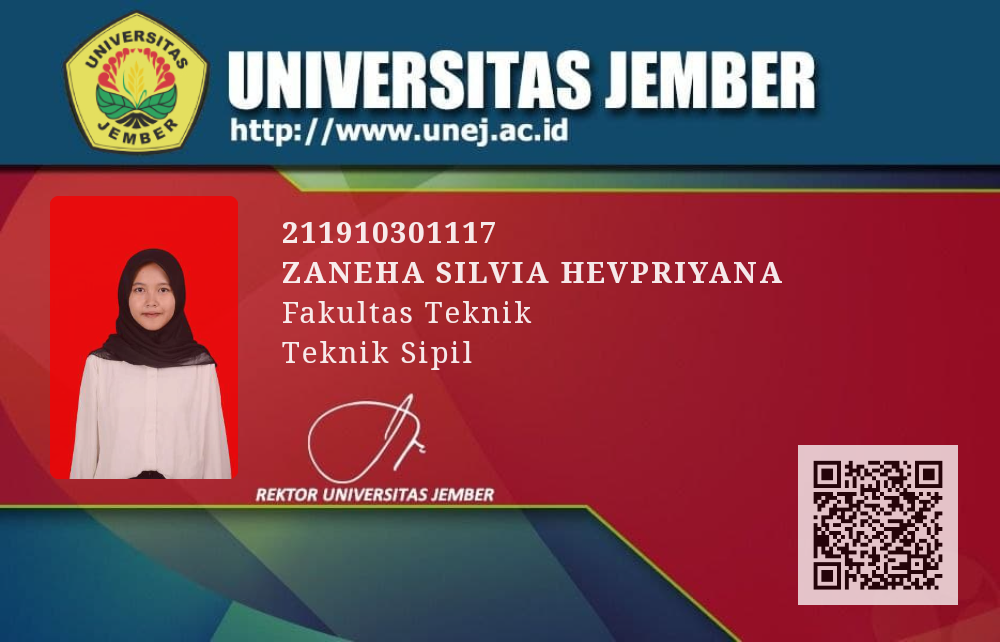 UNIVERSITAS
JEMBER
UNIVERSITAS JEMBER
http://www.unej.ac.id
211910301117
ZANEHA SILVIA HEVPRIYANA
Fakultas Teknik
Teknik Sipil
REKTOR UNIVERSITAS JEMBER